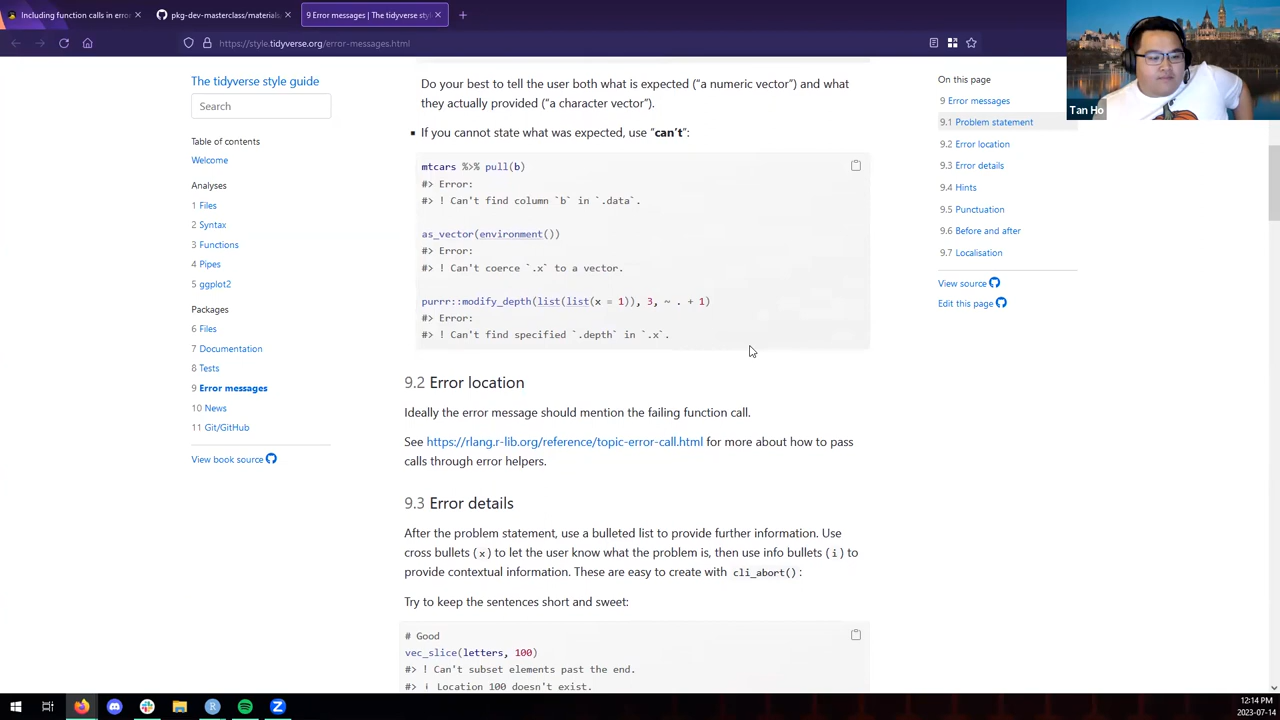 Including function calls in error
pkg-dev-masterclass/materials
9 Error messages | The tidyverse sty
https://style.tidyverse.org/error-messages.html
Tan Ho
The tidyverse style guide
Search
Table of contents
Welcome
Analyses
1 Files
2 Syntax
3 Functions
4 Pipes
5 ggplot2
Packages
6 Files
7 Documentation
8 Tests
9 Error messages
10 News
11 Git/GitHub
View book source
Do your best to tell the user both what is expected (“a numeric vector”) and what
they actually provided (“a character vector”).
If you cannot state what was expected, use “can’t”:
mtcars %>% pull(b)
#> Error:
#> ! Can't find column `b` in `.data`.
as_vector(environment())
#> Error:
#> ! Can't coerce `.x` to a vector.
purrr::modify_depth(list(list(x = 1)), 3, ~ . + 1)
#> Error:
#> ! Can't find specified `.depth` in `.x`.
9.2 Error location
Ideally the error message should mention the failing function call.
See https://rlang.r-lib.org/reference/topic-error-call.html for more about how to pass
calls through error helpers.
9.3 Error details
After the problem statement, use a bulleted list to provide further information. Use
cross bullets (x) to let the user know what the problem is, then use info bullets (i) to
provide contextual information. These are easy to create with cli_abort():
Try to keep the sentences short and sweet:
# Good
vec_slice(letters, 100)
#> ! Can't subset elements past the end.
#> ℹ Location 100 doesn't exist.
On this page
9 Error messages
9.1 Problem statement
9.2 Error location
9.3 Error details
9.4 Hints
9.5 Punctuation
9.6 Before and after
9.7 Localisation
View source
Edit this page
12:14 PM
2023-07-14